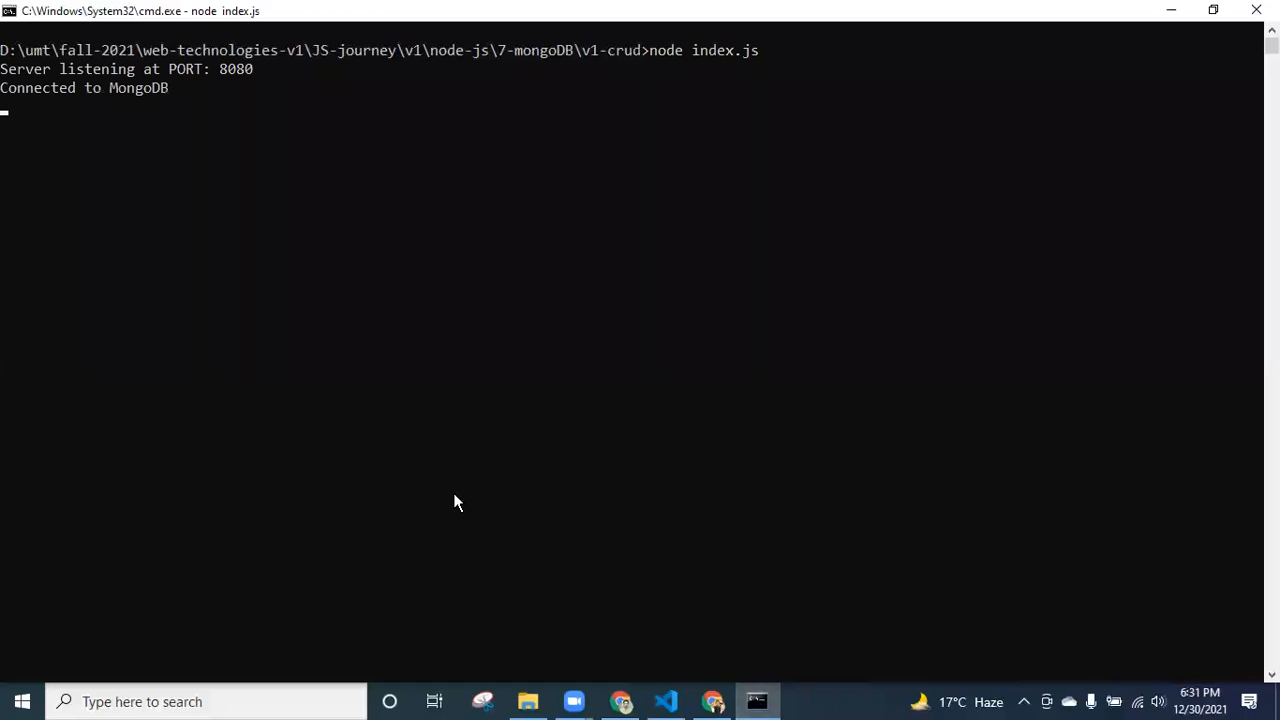 C:\Windows\System32\cmd.exe - node index.js
D:\umt\fall-2021\web-technologies-v1\JS-journey\v1\node-js\7-mongoDB\v1-crud>node index.js
Server listening at PORT: 8080
Connected to MongoDB
Type here to search
17°C Haze
6:31 PM
12/30/2021